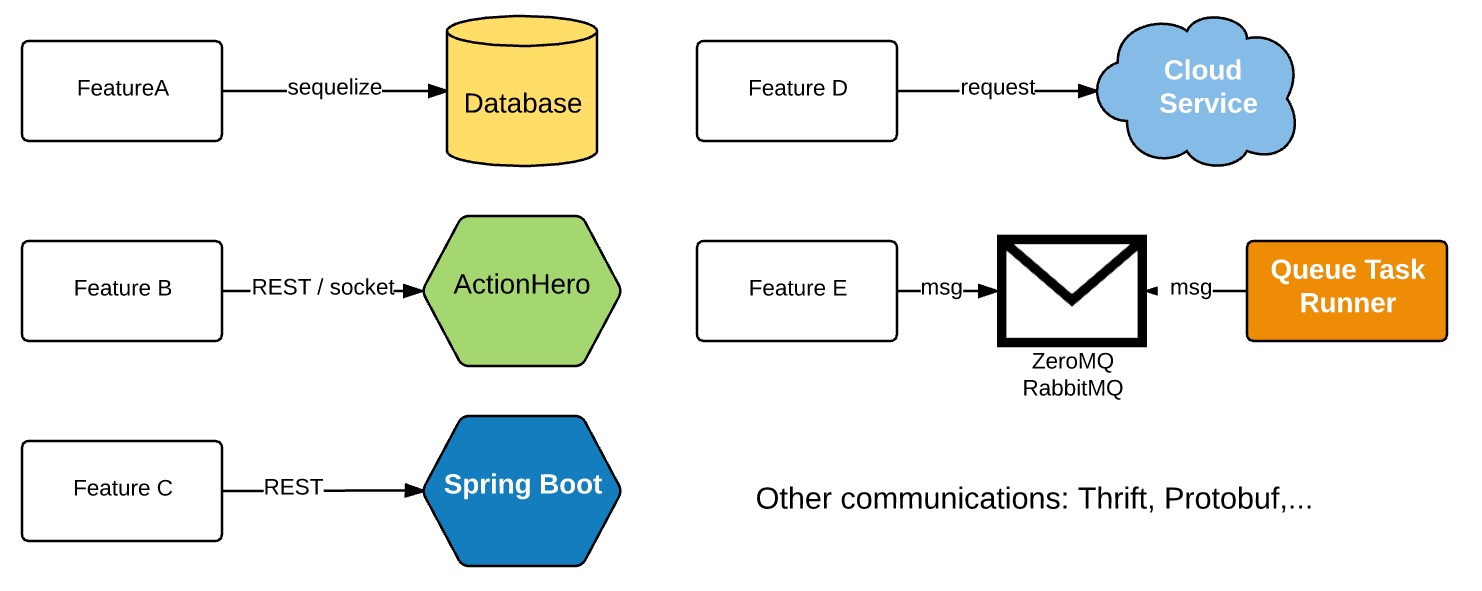 FeatureA
sequelize
Database
Feature D
request
Cloud
Service
Feature B
REST / socket
ActionHero
Feature E
msg
ZeroMQ
RabbitMQ
msg
Queue Task
Runner
Feature C
REST
Spring Boot
Other communications: Thrift, Protobuf,...